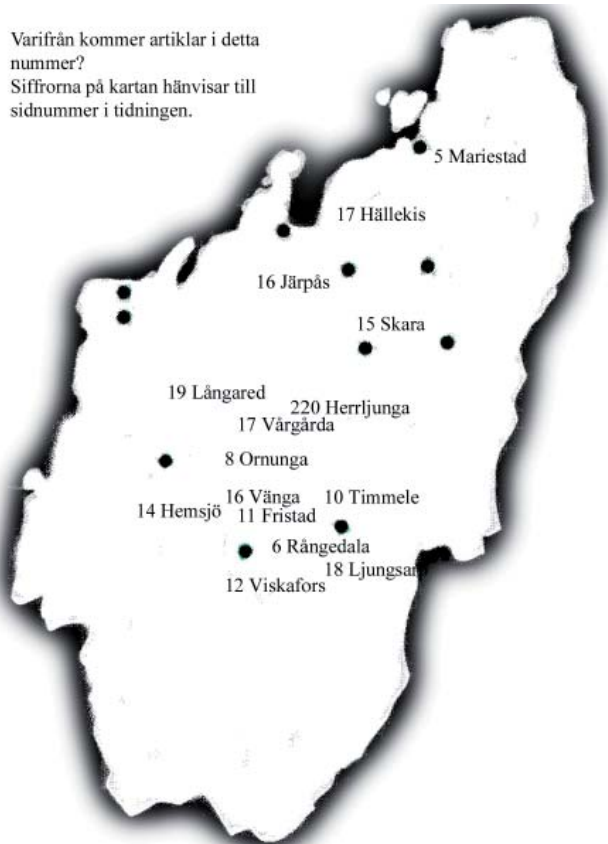 Varifrån kommer artiklar i detta
nummer?
Siffrorna på kartan hänvisar till
sidnummer i tidningen.
5 Mariestad
17 Hällekis
16 Järpås
15 Skara
19 Långared
220 Herrljunga
17 Vårgårda
8 Ornunga
16 Vänga
10 Timmele
14 Hemsjö
11 Fristad
6 Rångedala
18 Ljungsar
12 Viskafors